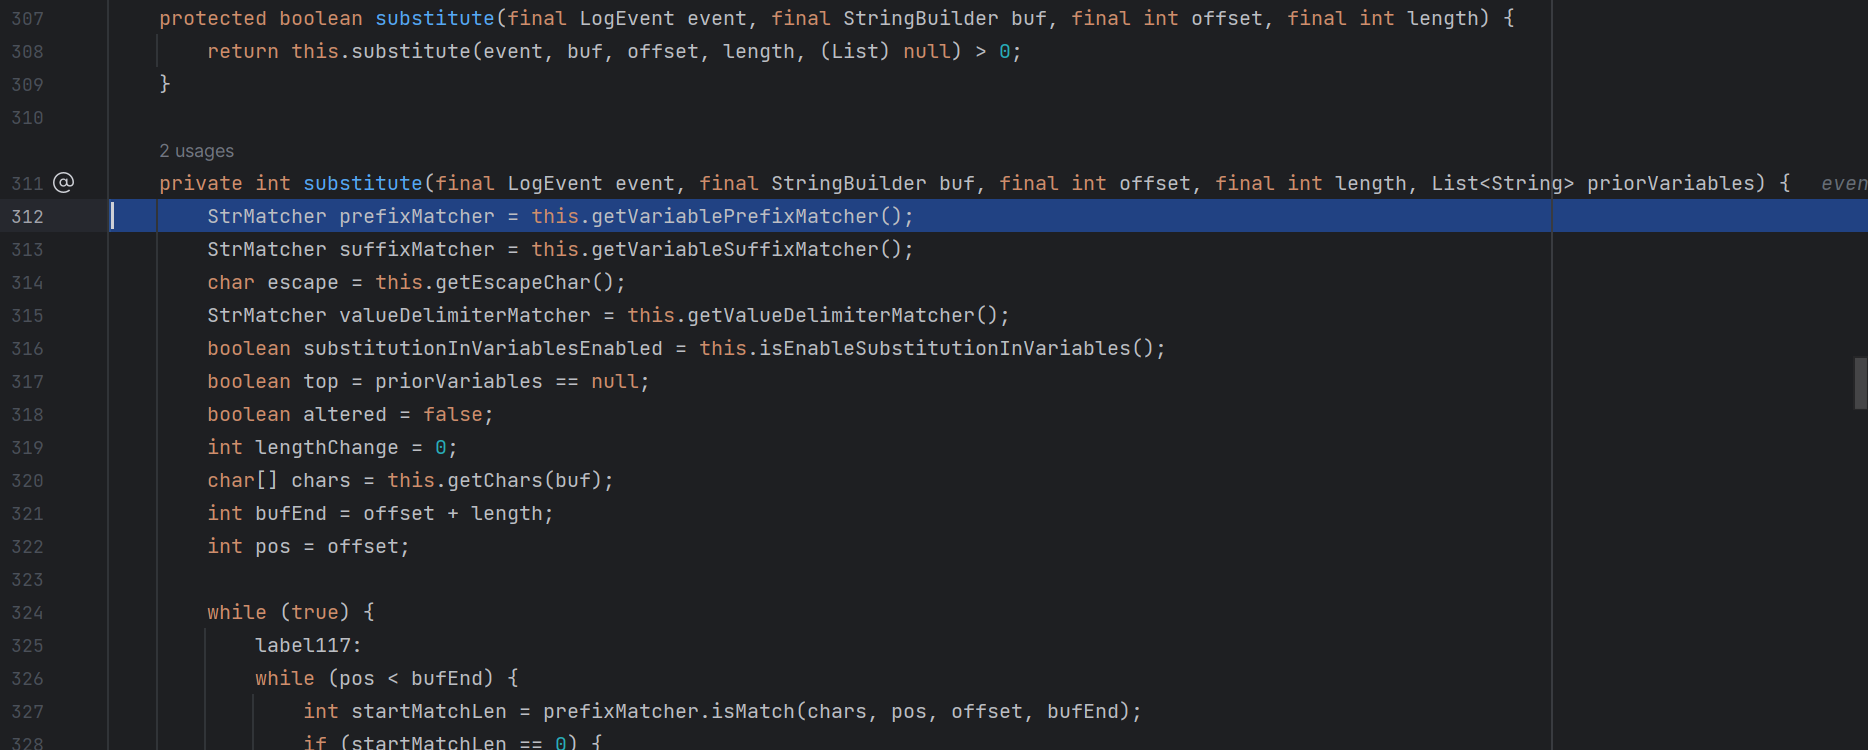 307 protected boolean substitute(final LogEvent event, final StringBuilder buf, final int offset, final int length) {
308 return this.substitute(event, buf, offset, length, (List) null) > 0;
309 }
310
2 usages
311 @ private int substitute(final LogEvent event, final StringBuilder buf, final int offset, final int length, List<String> priorVariables) { even
312 StrMatcher prefixMatcher = this.getVariablePrefixMatcher();
313 StrMatcher suffixMatcher = this.getVariableSuffixMatcher();
314 char escape = this.getEscapeChar();
315 StrMatcher valueDelimiterMatcher = this.getValueDelimiterMatcher();
316 boolean substitutionInVariablesEnabled = this.isEnableSubstitutionInVariables();
317 boolean top = priorVariables == null;
318 boolean altered = false;
319 int lengthChange = 0;
320 char[] chars = this.getChars(buf);
321 int bufEnd = offset + length;
322 int pos = offset;
323
324 while (true) {
325 label117:
326 while (pos < bufEnd) {
327 int startMatchLen = prefixMatcher.isMatch(chars, pos, offset, bufEnd);
328 if (startMatchLen == 0) {